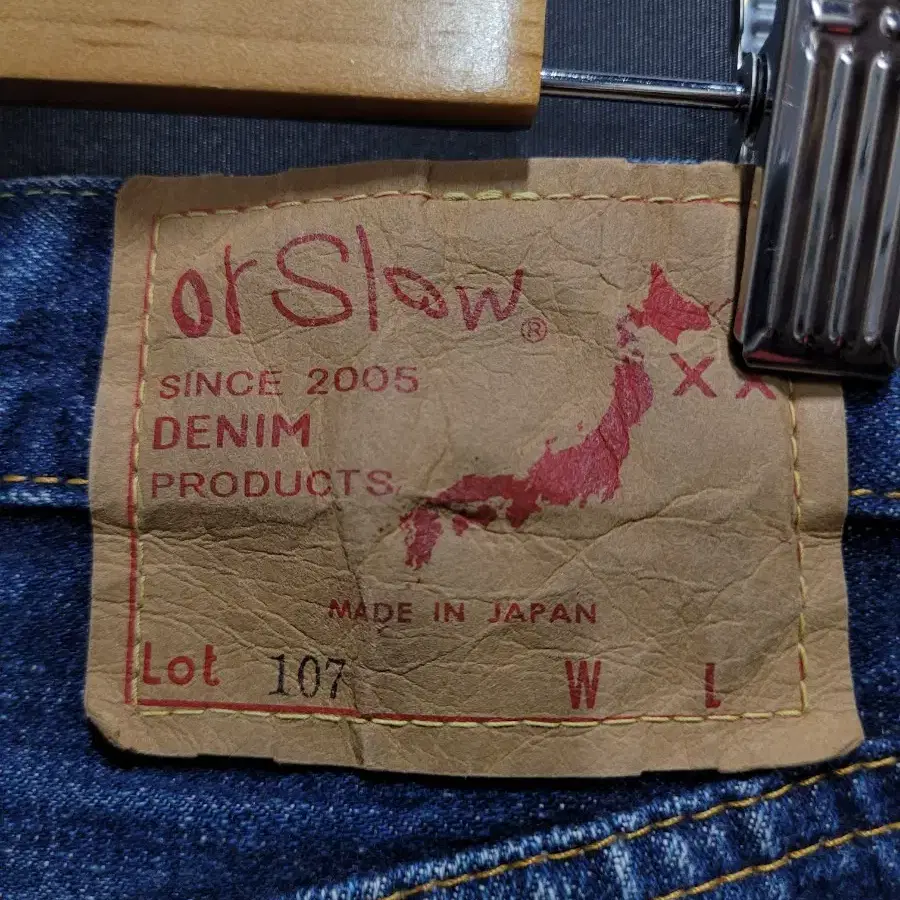 orSlow®
SINCE 2005
DENIM
PRODUCTS
XX
MADE IN JAPAN
Lot 107 W L